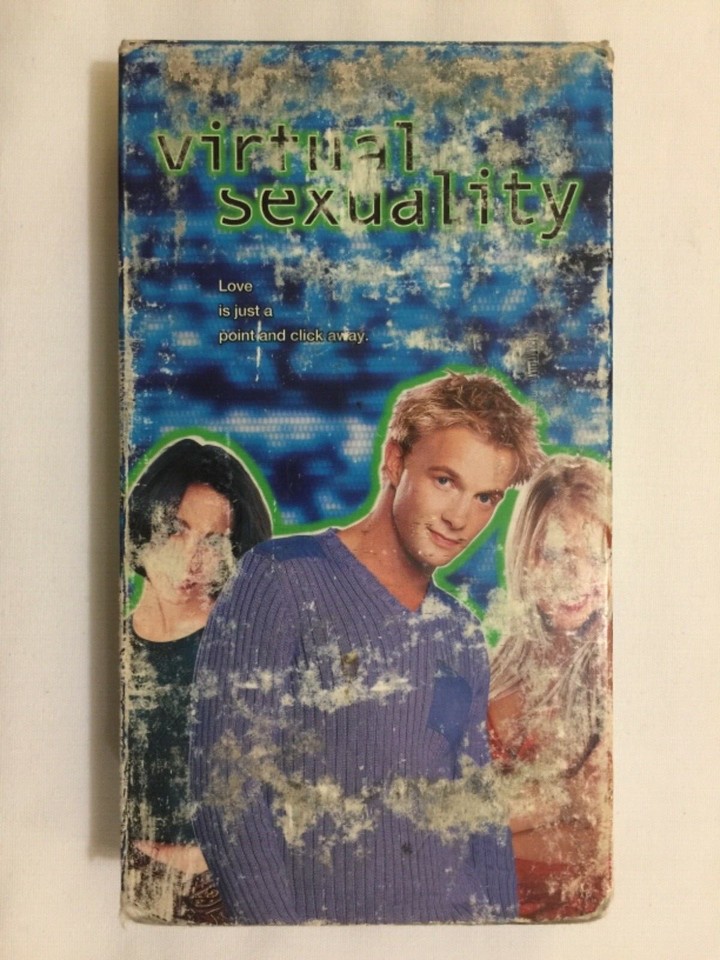 virtual
sexuality
Love
is just a
point and click away.